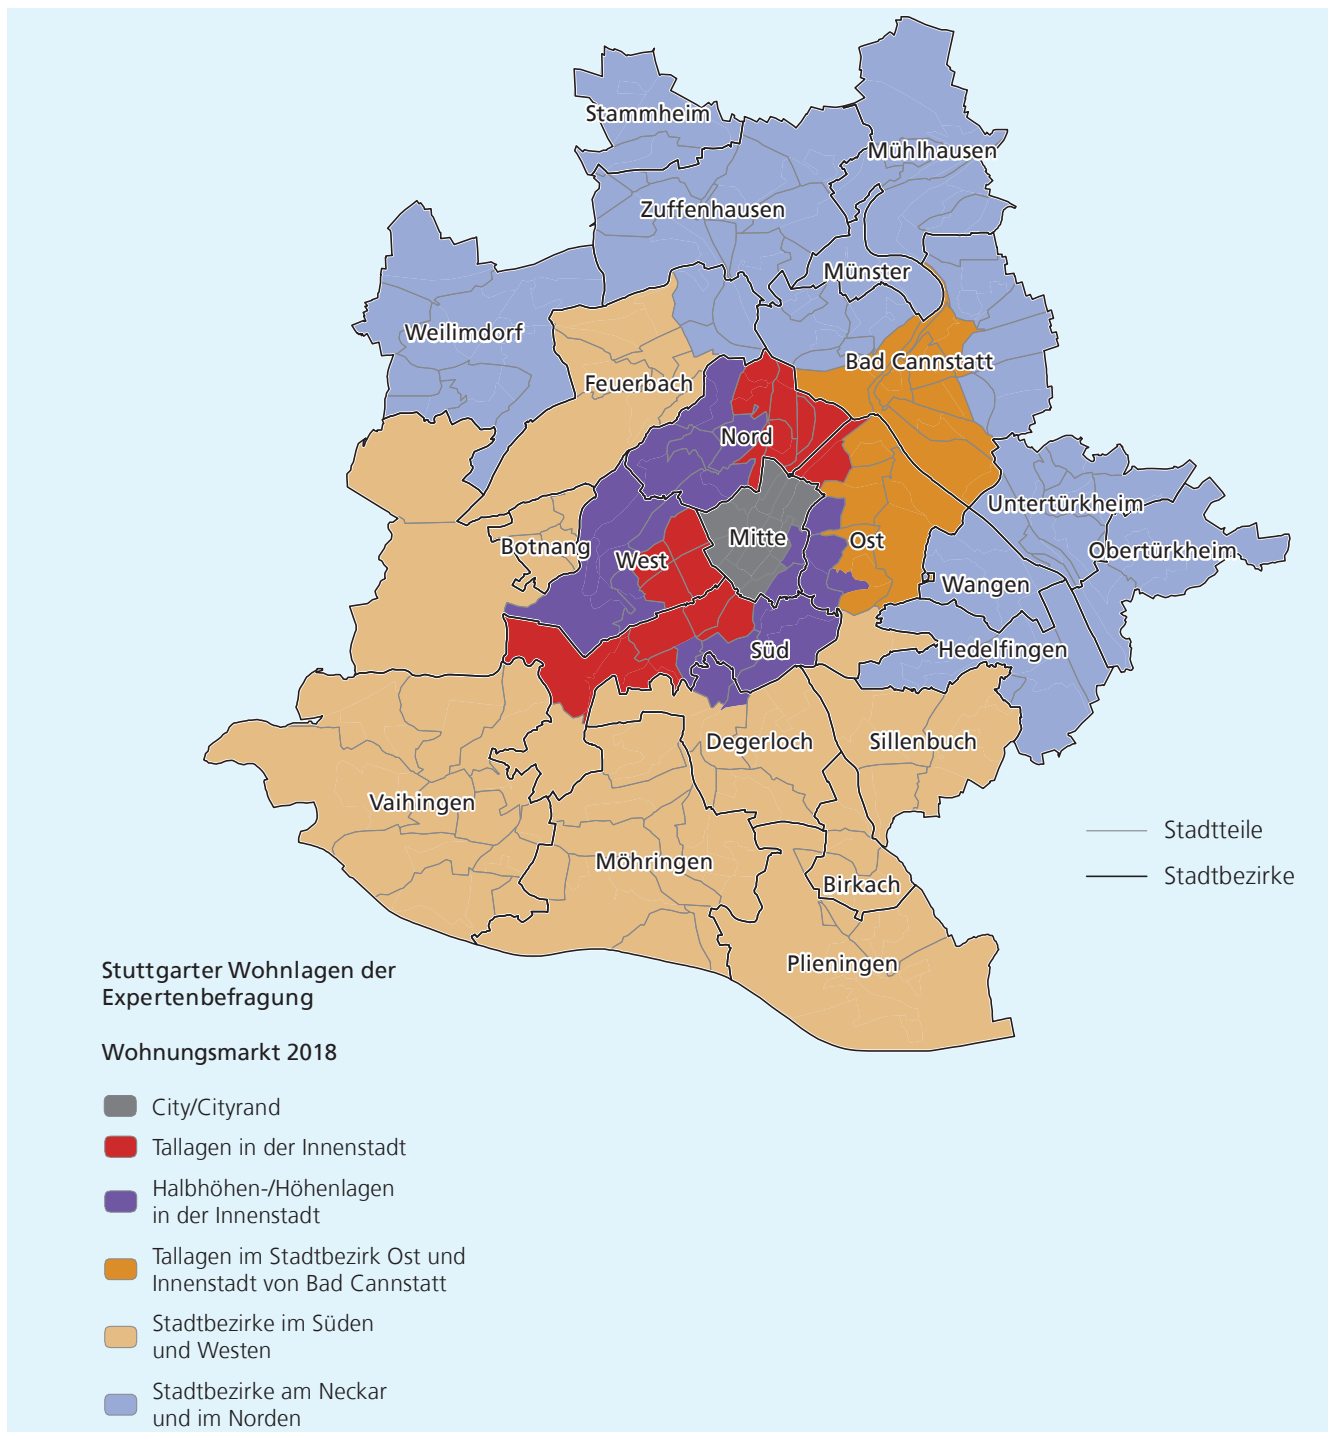 Stammheim
Mühlhausen
Zuffenhausen
Münster
Weilimdorf
Bad Cannstatt
Feuerbach
Nord
Untertürkheim
Mitte
Ost
Botnang
Obertürkheim
West
Wangen
Süd
Hedelfingen
Degerloch
Sillenbuch
Vaihingen
Möhringen
Birkach
Plieningen
Stadtteile
Stadtbezirke
Stuttgarter Wohnlagen der
Expertenbefragung
Wohnungsmarkt 2018
City/Cityrand
Tallagen in der Innenstadt
Halbhöhen-/Höhenlagen
in der Innenstadt
Tallagen im Stadtbezirk Ost und
Innenstadt von Bad Cannstatt
Stadtbezirke im Süden
und Westen
Stadtbezirke am Neckar
und im Norden